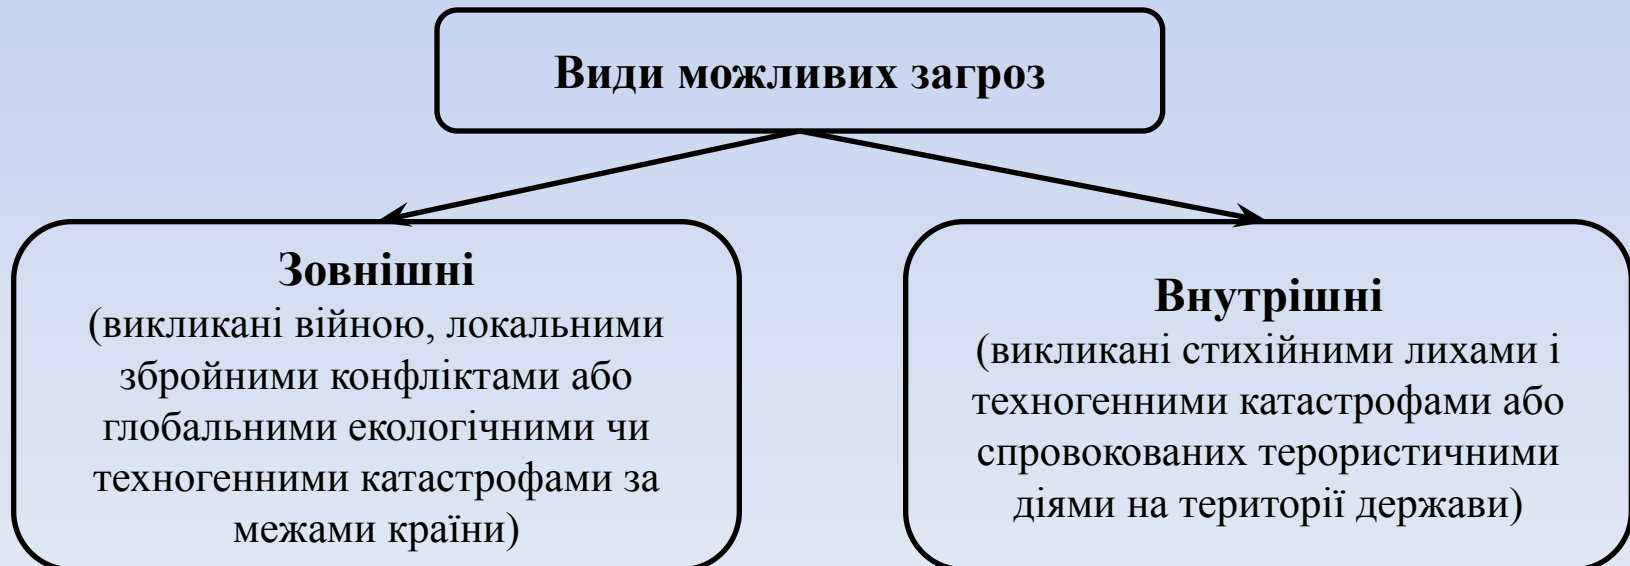 Види можливих загроз
Зовнішні
(викликані війною, локальними
збройними конфліктами або
глобальними екологічними чи
техногенними катастрофами за
межами країни)
Внутрішні
(викликані стихійними лихами і
техногенними катастрофами або
спровокованих терористичними
діями на території держави)